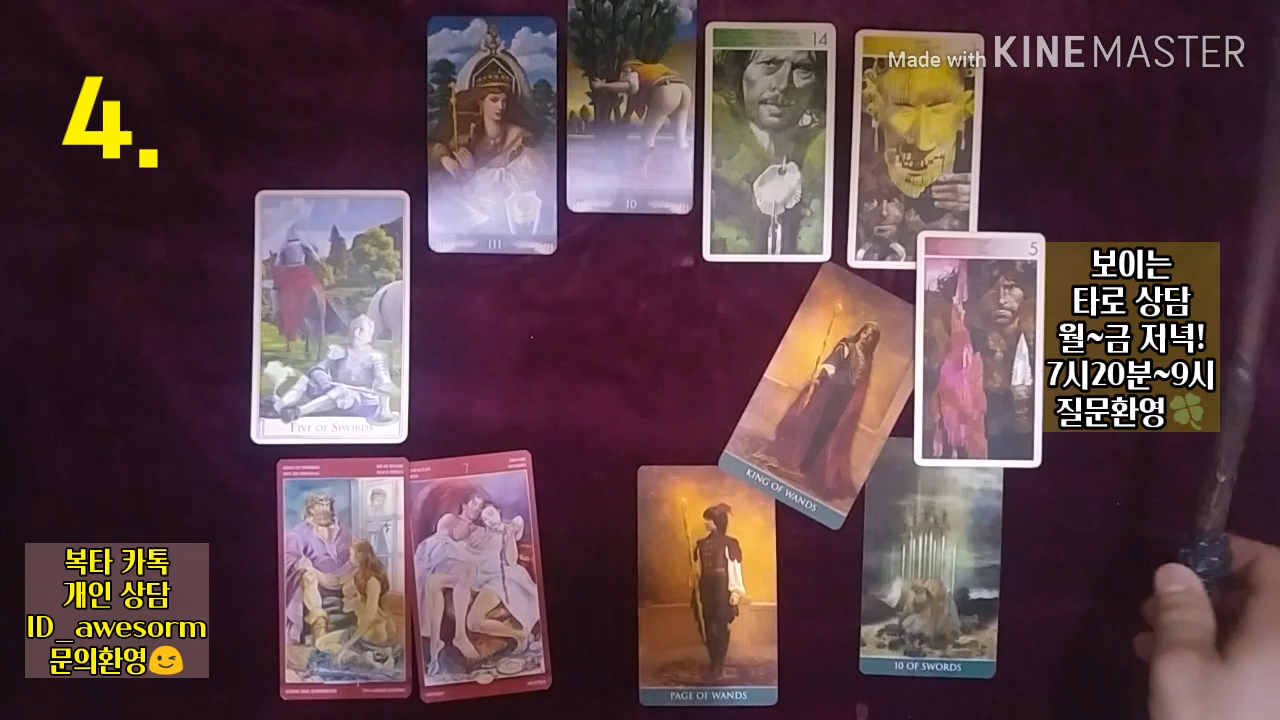 4.
Made with KINEMASTER
III
10
14
5
FIVE OF SWORDS
KING OF WANDS
7
PAGE OF WANDS
10 OF SWORDS
보이는
타로 상담
월~금 저녁!
7시20분~9시
질문환영🍀
복타 카톡
개인 상담
ID_awesorm
문의환영😉